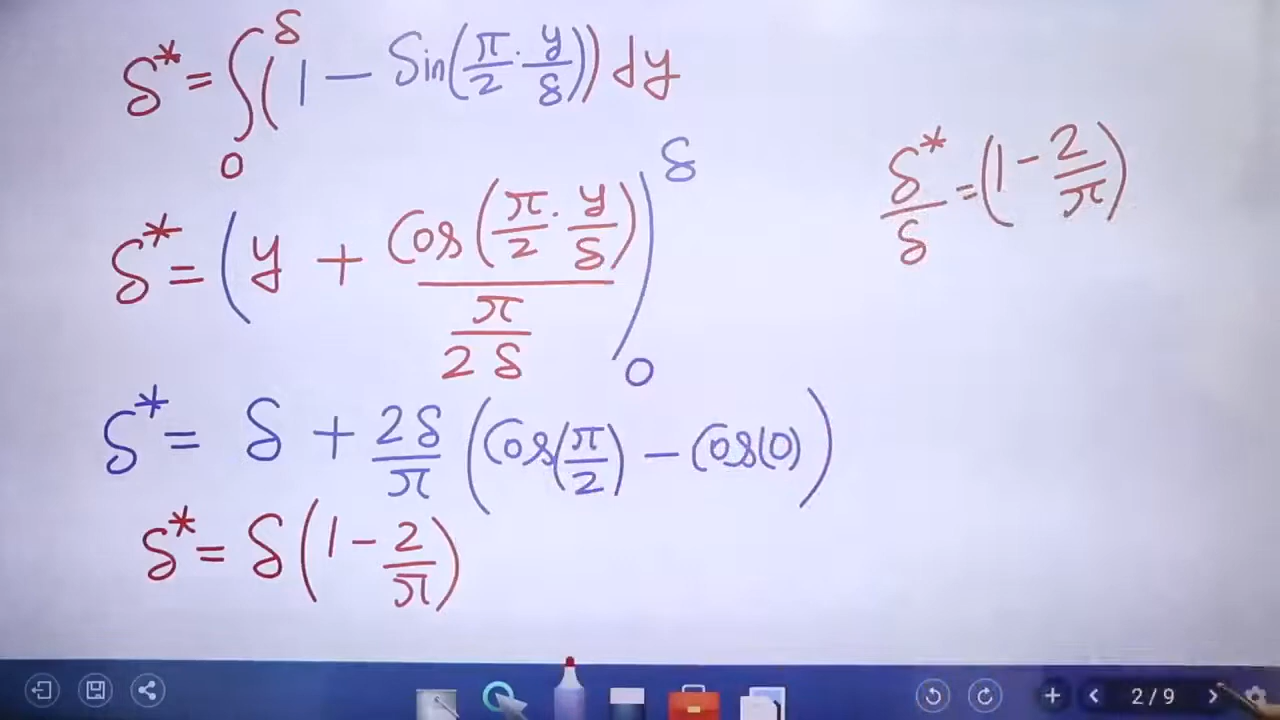 δ* = ∫₀^δ (1 − Sin(π/2 · y/δ)) dy
δ* = (y + Cos(π/2 · y/δ) / (π/2δ))₀^δ
δ* = δ + 2δ/π (Cos(π/2) − Cos(0))
δ* = δ(1 − 2/π)
δ*/δ = (1 − 2/π)
2 / 9